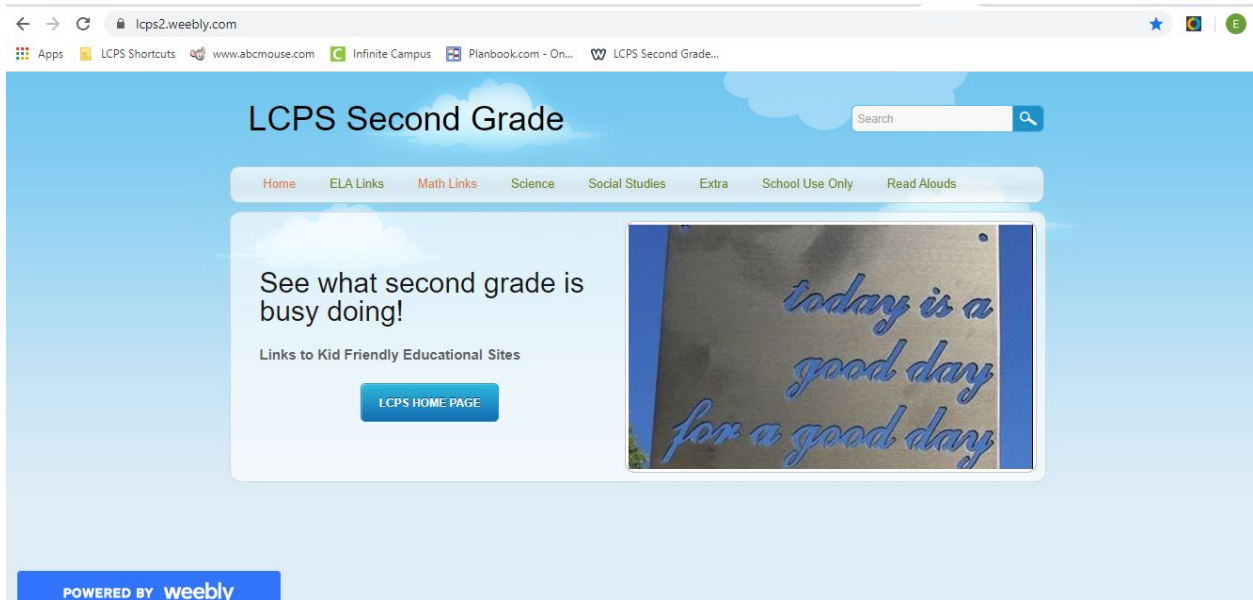 lcps2.weebly.com
E
Apps LCPS Shortcuts www.abcmouse.com Infinite Campus Planbook.com - On... LCPS Second Grade...
LCPS Second Grade
Search
Home ELA Links Math Links Science Social Studies Extra School Use Only Read Alouds
See what second grade is
busy doing!
Links to Kid Friendly Educational Sites
LCPS HOME PAGE
today is a
good day
for a good day
POWERED BY weebly